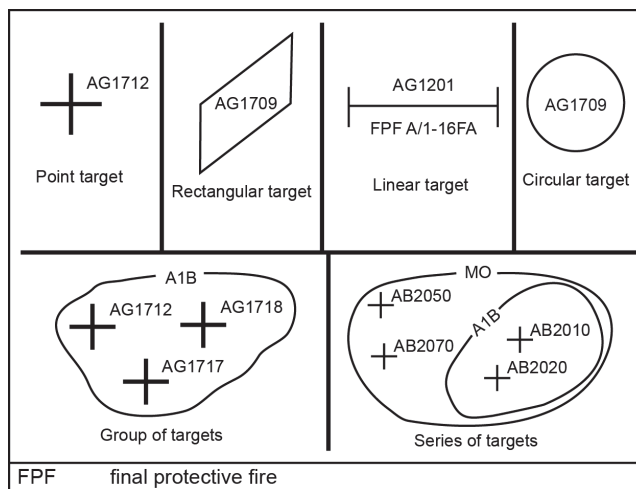 AG1712
Point target
AG1709
Rectangular target
AG1201
FPF A/1-16FA
Linear target
AG1709
Circular target
A1B
AG1712
AG1718
AG1717
Group of targets
MO
AB2050
AB2070
A1B
AB2010
AB2020
Series of targets
FPF final protective fire